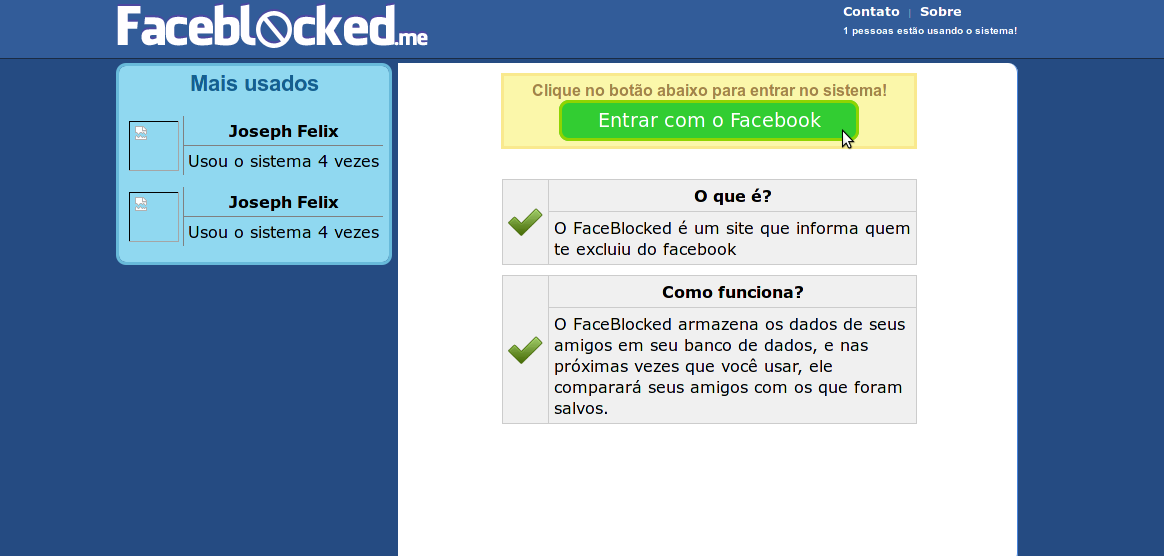 Faceblocked.me
Contato | Sobre
1 pessoas estão usando o sistema!
Mais usados
Joseph Felix
Usou o sistema 4 vezes
Joseph Felix
Usou o sistema 4 vezes
Clique no botão abaixo para entrar no sistema!
Entrar com o Facebook
O que é?
O FaceBlocked é um site que informa quem
te excluiu do facebook
Como funciona?
O FaceBlocked armazena os dados de seus
amigos em seu banco de dados, e nas
próximas vezes que você usar, ele
comparará seus amigos com os que foram
salvos.